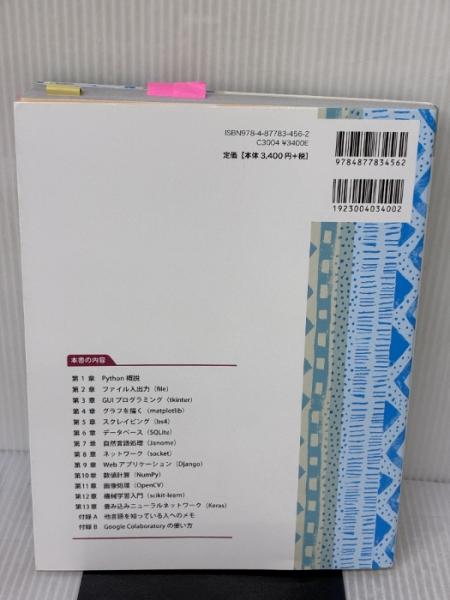 ISBN978-4-87783-456-2
C3004 ¥3400E
定価【本体 3,400 円+税】
9784877834562
1923004034002
本書の内容
第 1 章 Python 概説
第 2 章 ファイル入出力（file）
第 3 章 GUI プログラミング（tkinter）
第 4 章 グラフを描く（matplotlib）
第 5 章 スクレイピング（bs4）
第 6 章 データベース（SQLite）
第 7 章 自然言語処理（Janome）
第 8 章 ネットワーク（socket）
第 9 章 Web アプリケーション（Django）
第10章 数値計算（NumPy）
第11章 画像処理（OpenCV）
第12章 機械学習入門（scikit-learn）
第13章 畳み込みニューラルネットワーク（Keras）
付録 A 他言語を知っている人へのメモ
付録 B Google Colaboratory の使い方